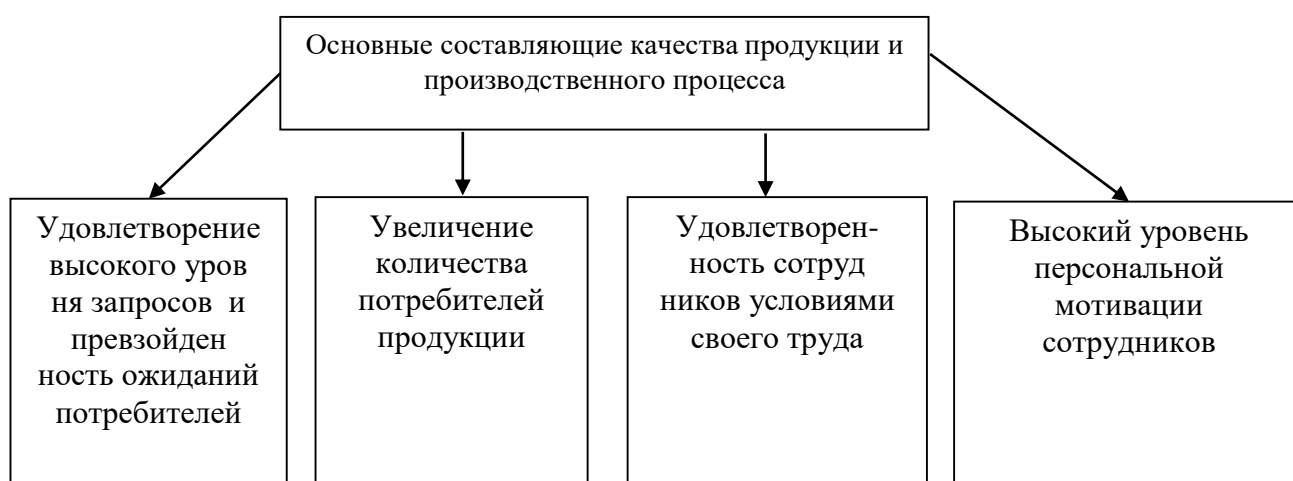 Основные составляющие качества продукции и
производственного процесса
Удовлетворение
высокого уров
ня запросов и
превзойден
ность ожиданий
потребителей
Увеличение
количества
потребителей
продукции
Удовлетворен-
ность сотруд
ников условиями
своего труда
Высокий уровень
персональной
мотивации
сотрудников